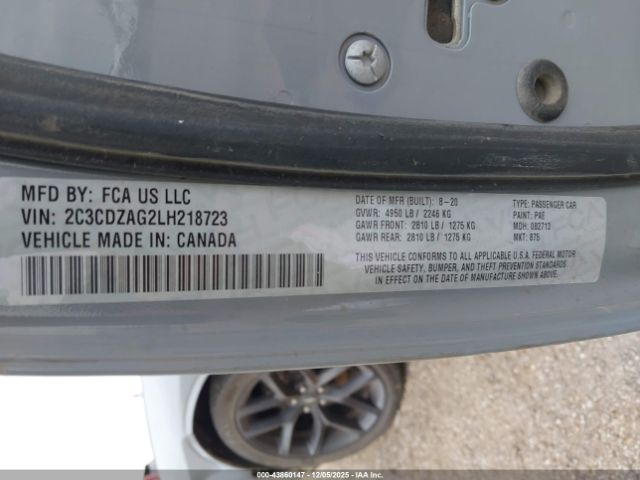 MFD BY: FCA US LLC
VIN: 2C3CDZAG2LH218723
VEHICLE MADE IN: CANADA
DATE OF MFR (BUILT): 8-20
GVWR: 4950 LB / 2246 KG
GAWR FRONT: 2810 LB / 1275 KG
GAWR REAR: 2810 LB / 1275 KG
TYPE: PASSENGER CAR
PAINT: PAE
MDH: 082713
MKT: 875
THIS VEHICLE CONFORMS TO ALL APPLICABLE U.S.A. FEDERAL MOTOR
VEHICLE SAFETY, BUMPER, AND THEFT PREVENTION STANDARDS
IN EFFECT ON THE DATE OF MANUFACTURE SHOWN ABOVE.
000-43860147 - 12/05/2025 - COPYRIGHT © IAA